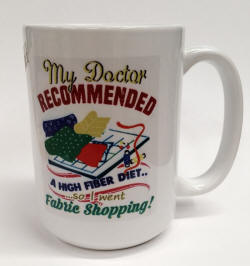 My Doctor
RECOMMENDED
A HIGH FIBER DIET..
...so I went
Fabric Shopping!